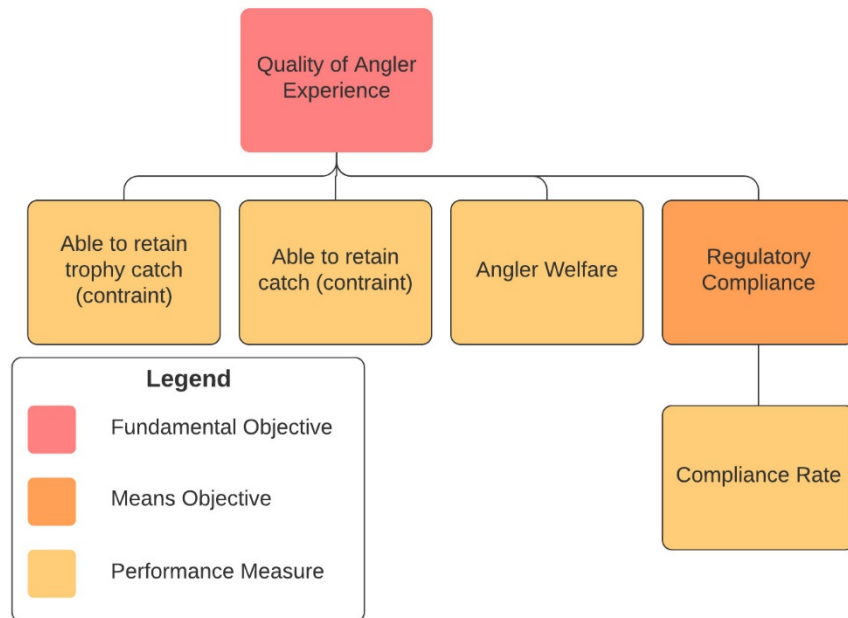 Quality of Angler
Experience
Able to retain
trophy catch
(contraint)
Able to retain
catch (contraint)
Angler Welfare
Regulatory
Compliance
Legend
Fundamental Objective
Means Objective
Performance Measure
Compliance Rate